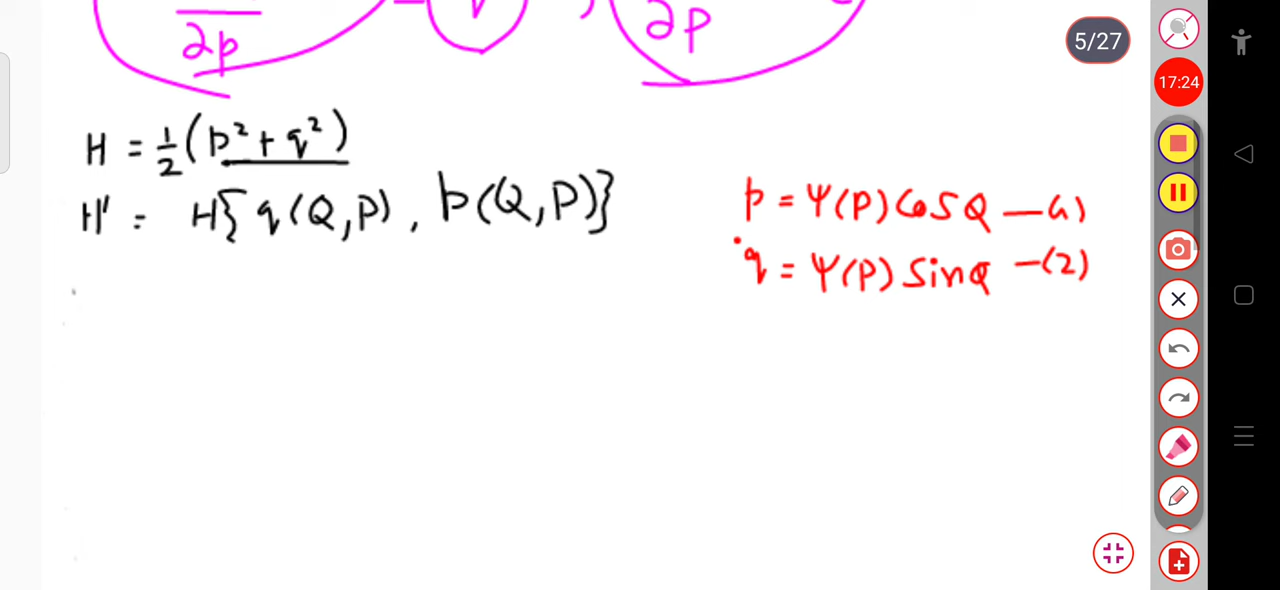 ∂p
∂p
5/27
17:24
H = 1/2 (p² + q²)
H' = H{ q(Q,P), p(Q,P)}
p = Ψ(P) Cos Q —(1)
q = Ψ(P) Sin Q —(2)